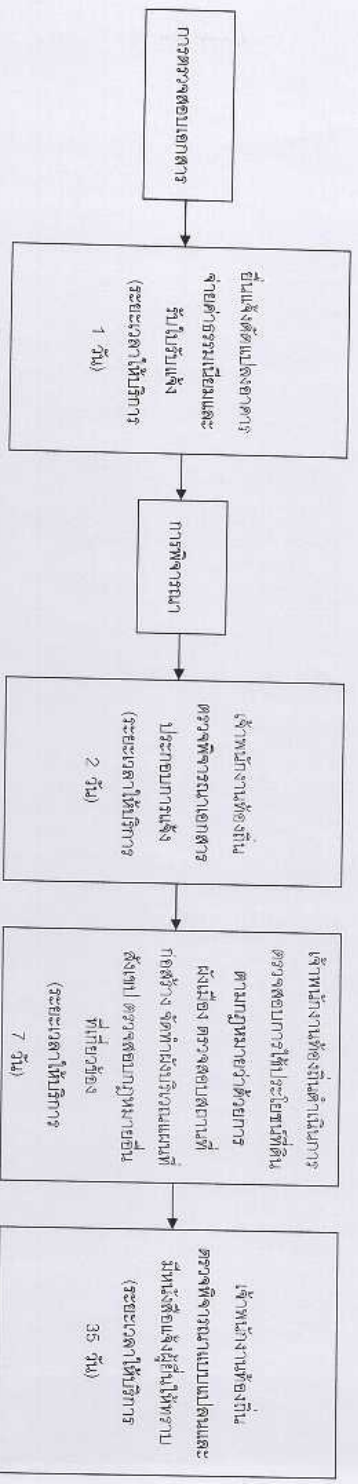 การตรวจสอบเอกสาร
ยื่นแจ้งดัดแปลงอาคาร
จ่ายค่าธรรมเนียมและ
รับใบรับแจ้ง
(ระยะเวลาให้บริการ
1 วัน)
การพิจารณา
เจ้าพนักงานท้องถิ่น
ตรวจพิจารณาเอกสาร
ประกอบการแจ้ง
(ระยะเวลาให้บริการ
2 วัน)
เจ้าพนักงานท้องถิ่นดำเนินการ
ตรวจสอบการใช้ประโยชน์ที่ดิน
ตามกฎหมายว่าด้วยการ
ผังเมือง ตรวจสอบสถานที่
ก่อสร้าง จัดทำผังบริเวณแผนที่
สังเขป ตรวจสอบกฎหมายอื่น
ที่เกี่ยวข้อง
(ระยะเวลาให้บริการ
7 วัน)
เจ้าพนักงานท้องถิ่น
ตรวจพิจารณาแบบแปลนและ
มีหนังสือแจ้งผู้ยื่นให้ทราบ
(ระยะเวลาให้บริการ
35 วัน)